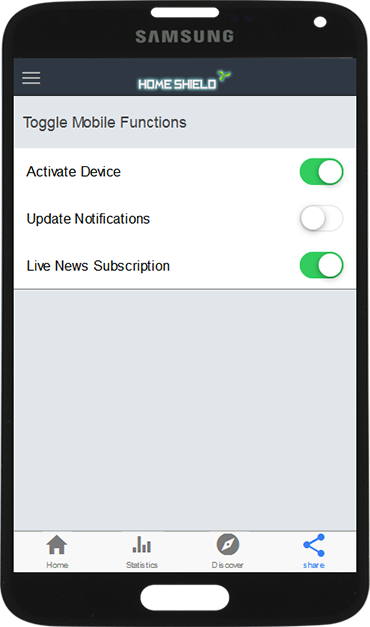 SAMSUNG
HOME SHIELD
Toggle Mobile Functions
Activate Device
Update Notifications
Live News Subscription
Home Statistics Discover share